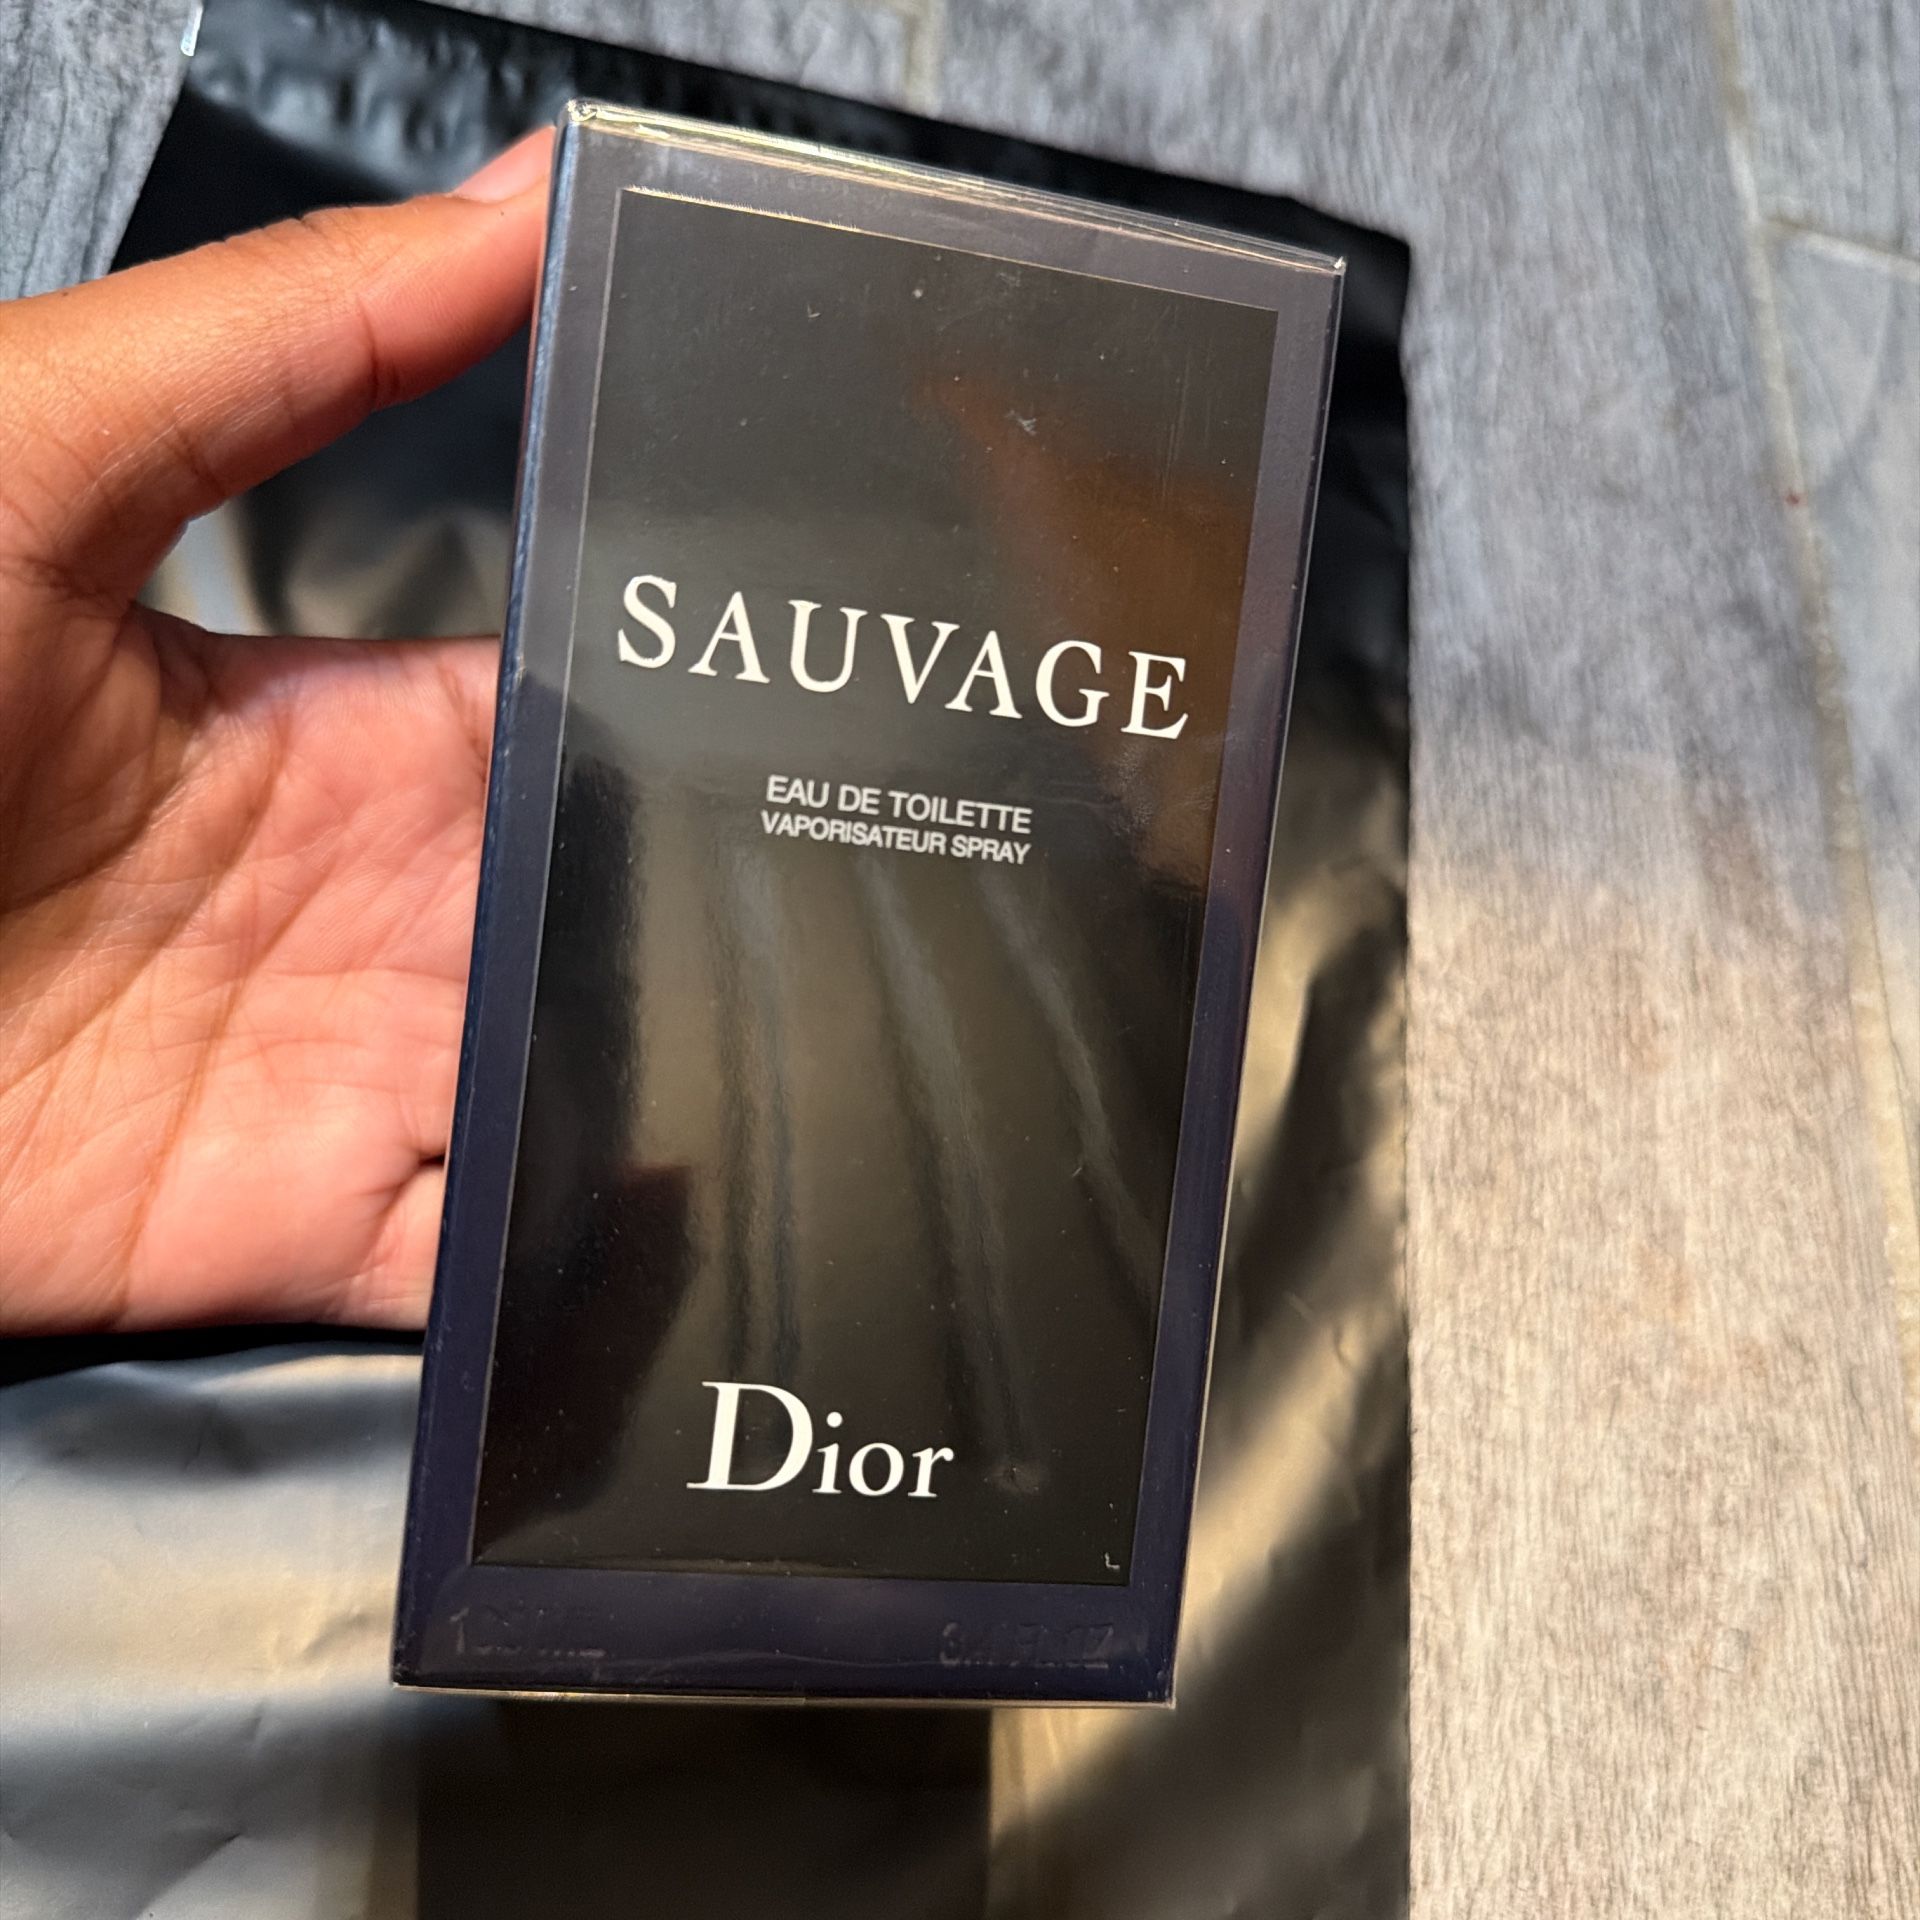 SAUVAGE
EAU DE TOILETTE
VAPORISATEUR SPRAY
Dior